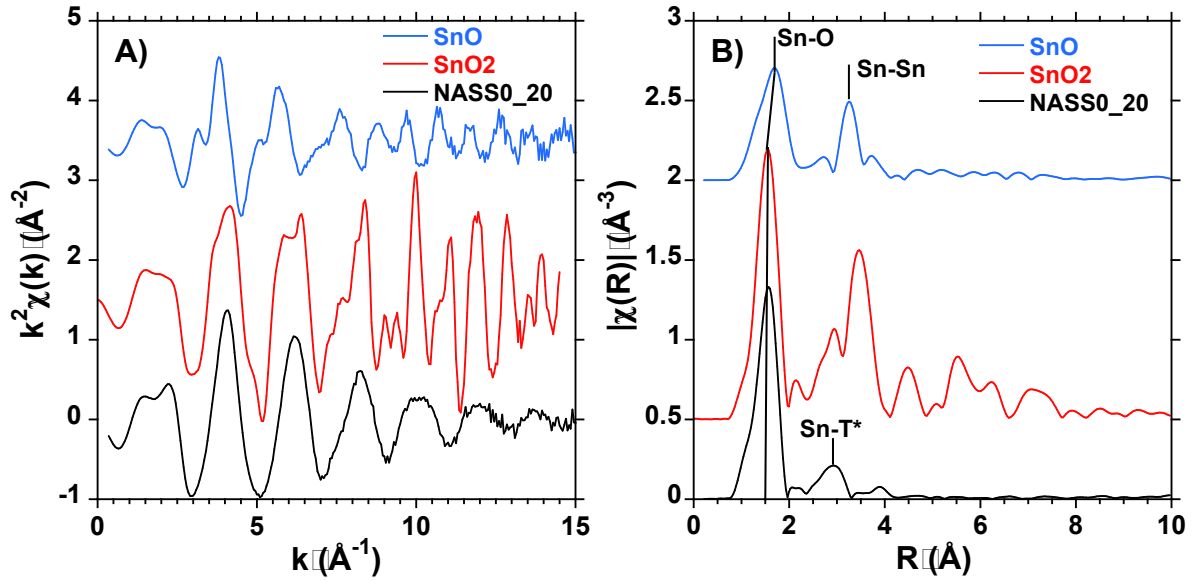 A)
SnO
SnO2
NASS0_20
5
4
3
2
1
0
-1
k² χ(k) (Å⁻²)
0
5
10
15
k (Å⁻¹)
B)
Sn-O
Sn-Sn
Sn-T*
SnO
SnO2
NASS0_20
3
2.5
2
1.5
1
0.5
0
|χ(R)| (Å⁻³)
0
2
4
6
8
10
R (Å)